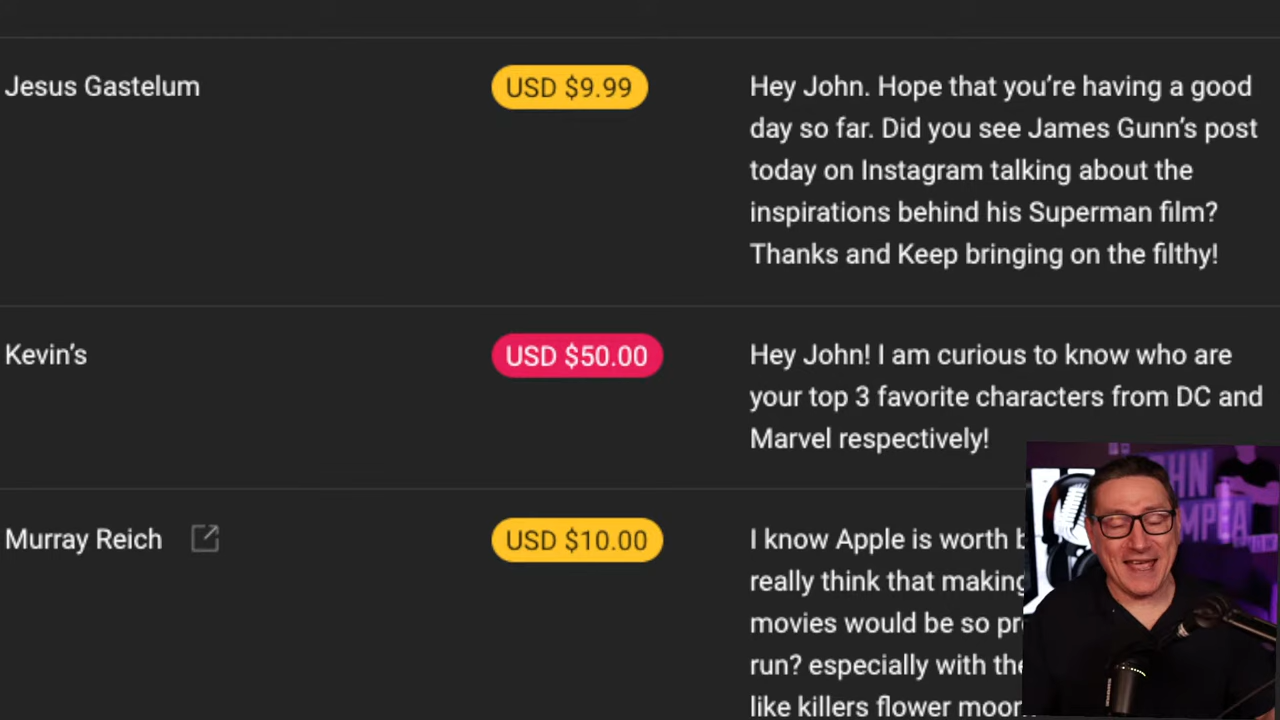 Jesus Gastelum
USD $9.99
Hey John. Hope that you’re having a good
day so far. Did you see James Gunn’s post
today on Instagram talking about the
inspirations behind his Superman film?
Thanks and Keep bringing on the filthy!
Kevin’s
USD $50.00
Hey John! I am curious to know who are
your top 3 favorite characters from DC and
Marvel respectively!
Murray Reich
USD $10.00
I know Apple is worth
really think that making
movies would be so
run? especially with
like killers flower moon